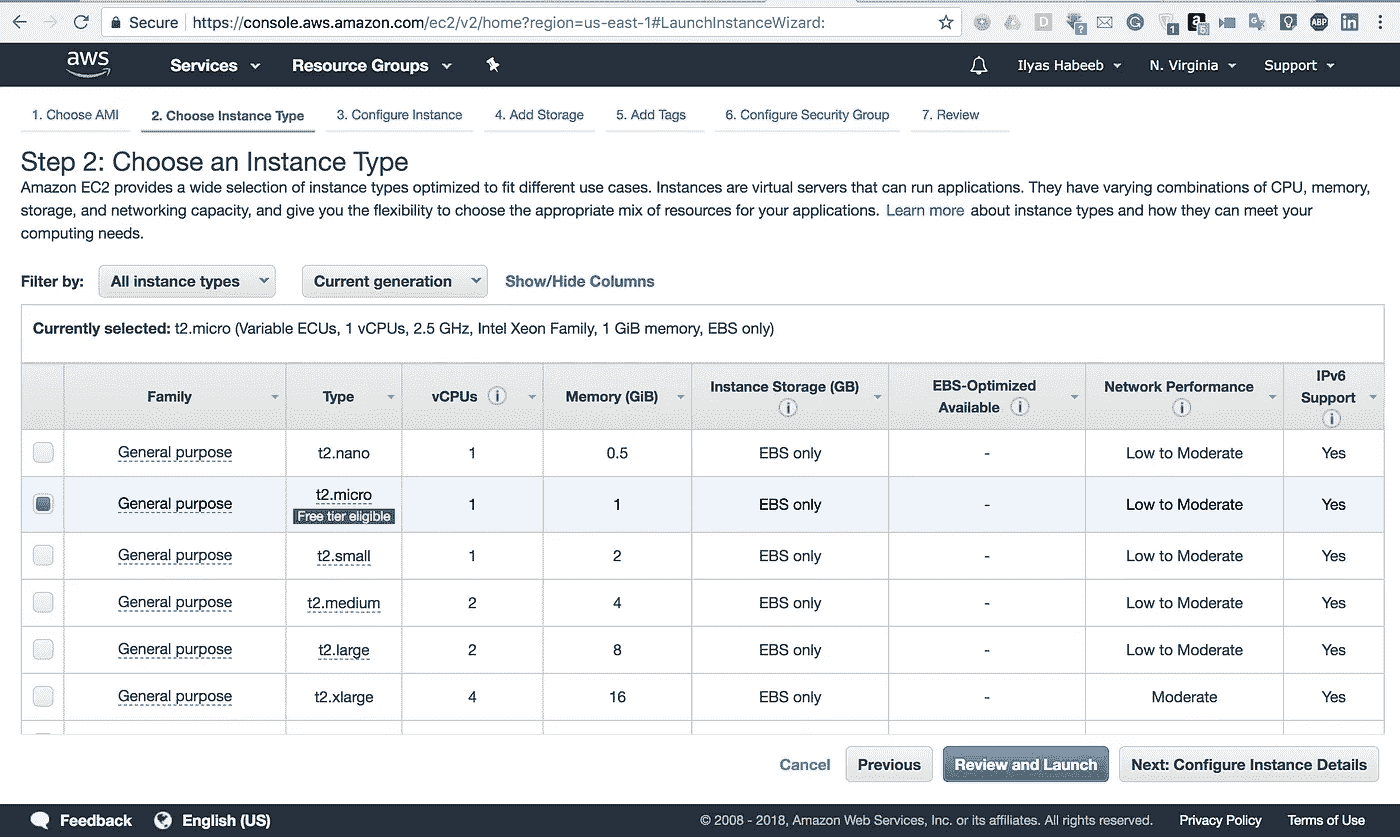 Secure https://console.aws.amazon.com/ec2/v2/home?region=us-east-1#LaunchInstanceWizard:
aws Services Resource Groups Ilyas Habeeb N. Virginia Support
1. Choose AMI 2. Choose Instance Type 3. Configure Instance 4. Add Storage 5. Add Tags 6. Configure Security Group 7. Review
Step 2: Choose an Instance Type
Amazon EC2 provides a wide selection of instance types optimized to fit different use cases. Instances are virtual servers that can run applications. They have varying combinations of CPU, memory,
storage, and networking capacity, and give you the flexibility to choose the appropriate mix of resources for your applications. Learn more about instance types and how they can meet your
computing needs.
Filter by: All instance types Current generation Show/Hide Columns
Currently selected: t2.micro (Variable ECUs, 1 vCPUs, 2.5 GHz, Intel Xeon Family, 1 GiB memory, EBS only)
Family Type vCPUs Memory (GiB) Instance Storage (GB) EBS-Optimized Available Network Performance IPv6 Support
General purpose t2.nano 1 0.5 EBS only - Low to Moderate Yes
General purpose t2.micro Free tier eligible 1 1 EBS only - Low to Moderate Yes
General purpose t2.small 1 2 EBS only - Low to Moderate Yes
General purpose t2.medium 2 4 EBS only - Low to Moderate Yes
General purpose t2.large 2 8 EBS only - Low to Moderate Yes
General purpose t2.xlarge 4 16 EBS only - Moderate Yes
Cancel Previous Review and Launch Next: Configure Instance Details
Feedback English (US) © 2008 - 2018, Amazon Web Services, Inc. or its affiliates. All rights reserved. Privacy Policy Terms of Use